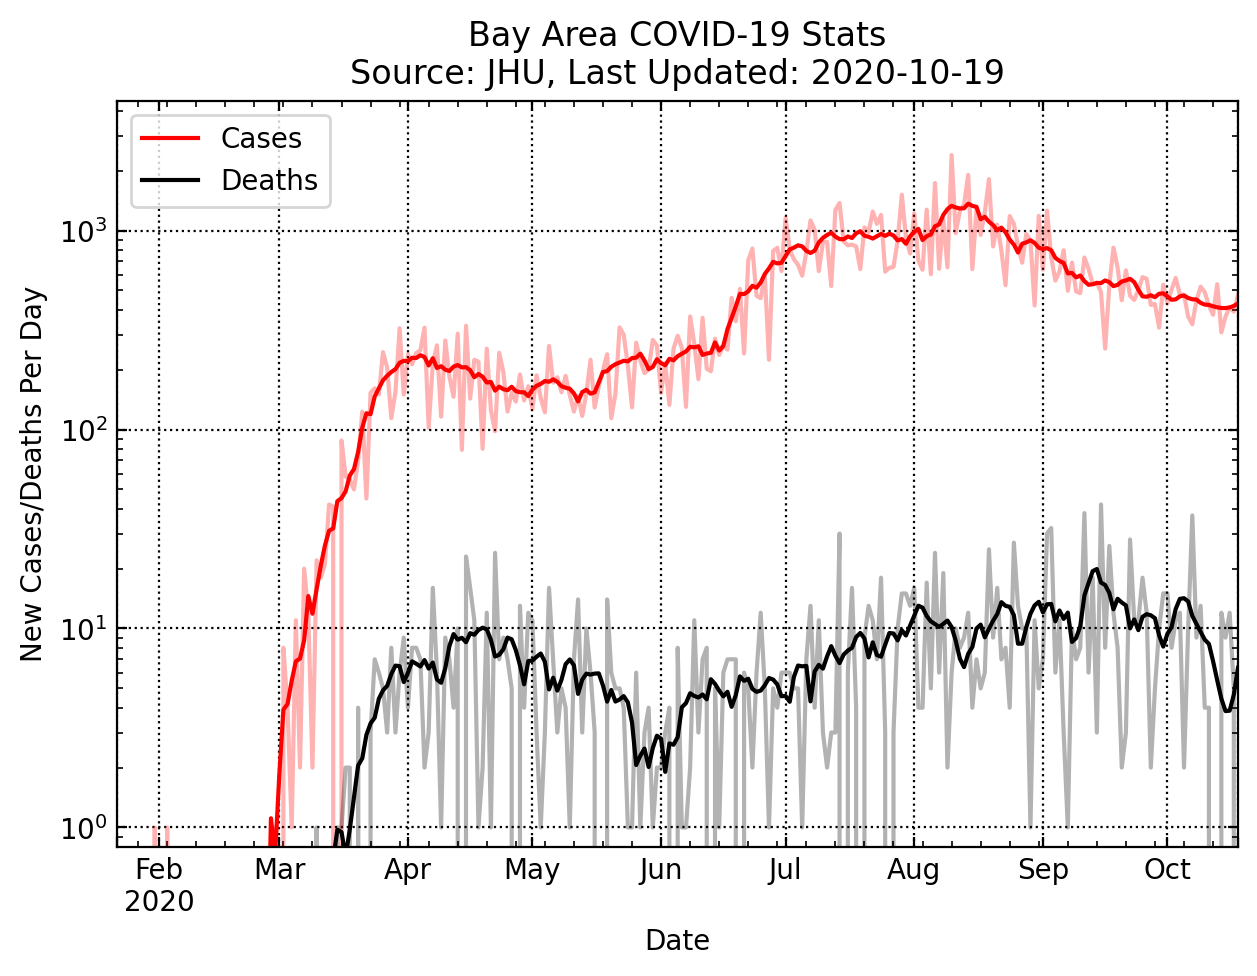 Bay Area COVID-19 Stats
Source: JHU, Last Updated: 2020-10-19
Cases
Deaths
New Cases/Deaths Per Day
10³
10²
10¹
10⁰
Feb Mar Apr May Jun Jul Aug Sep Oct
2020
Date